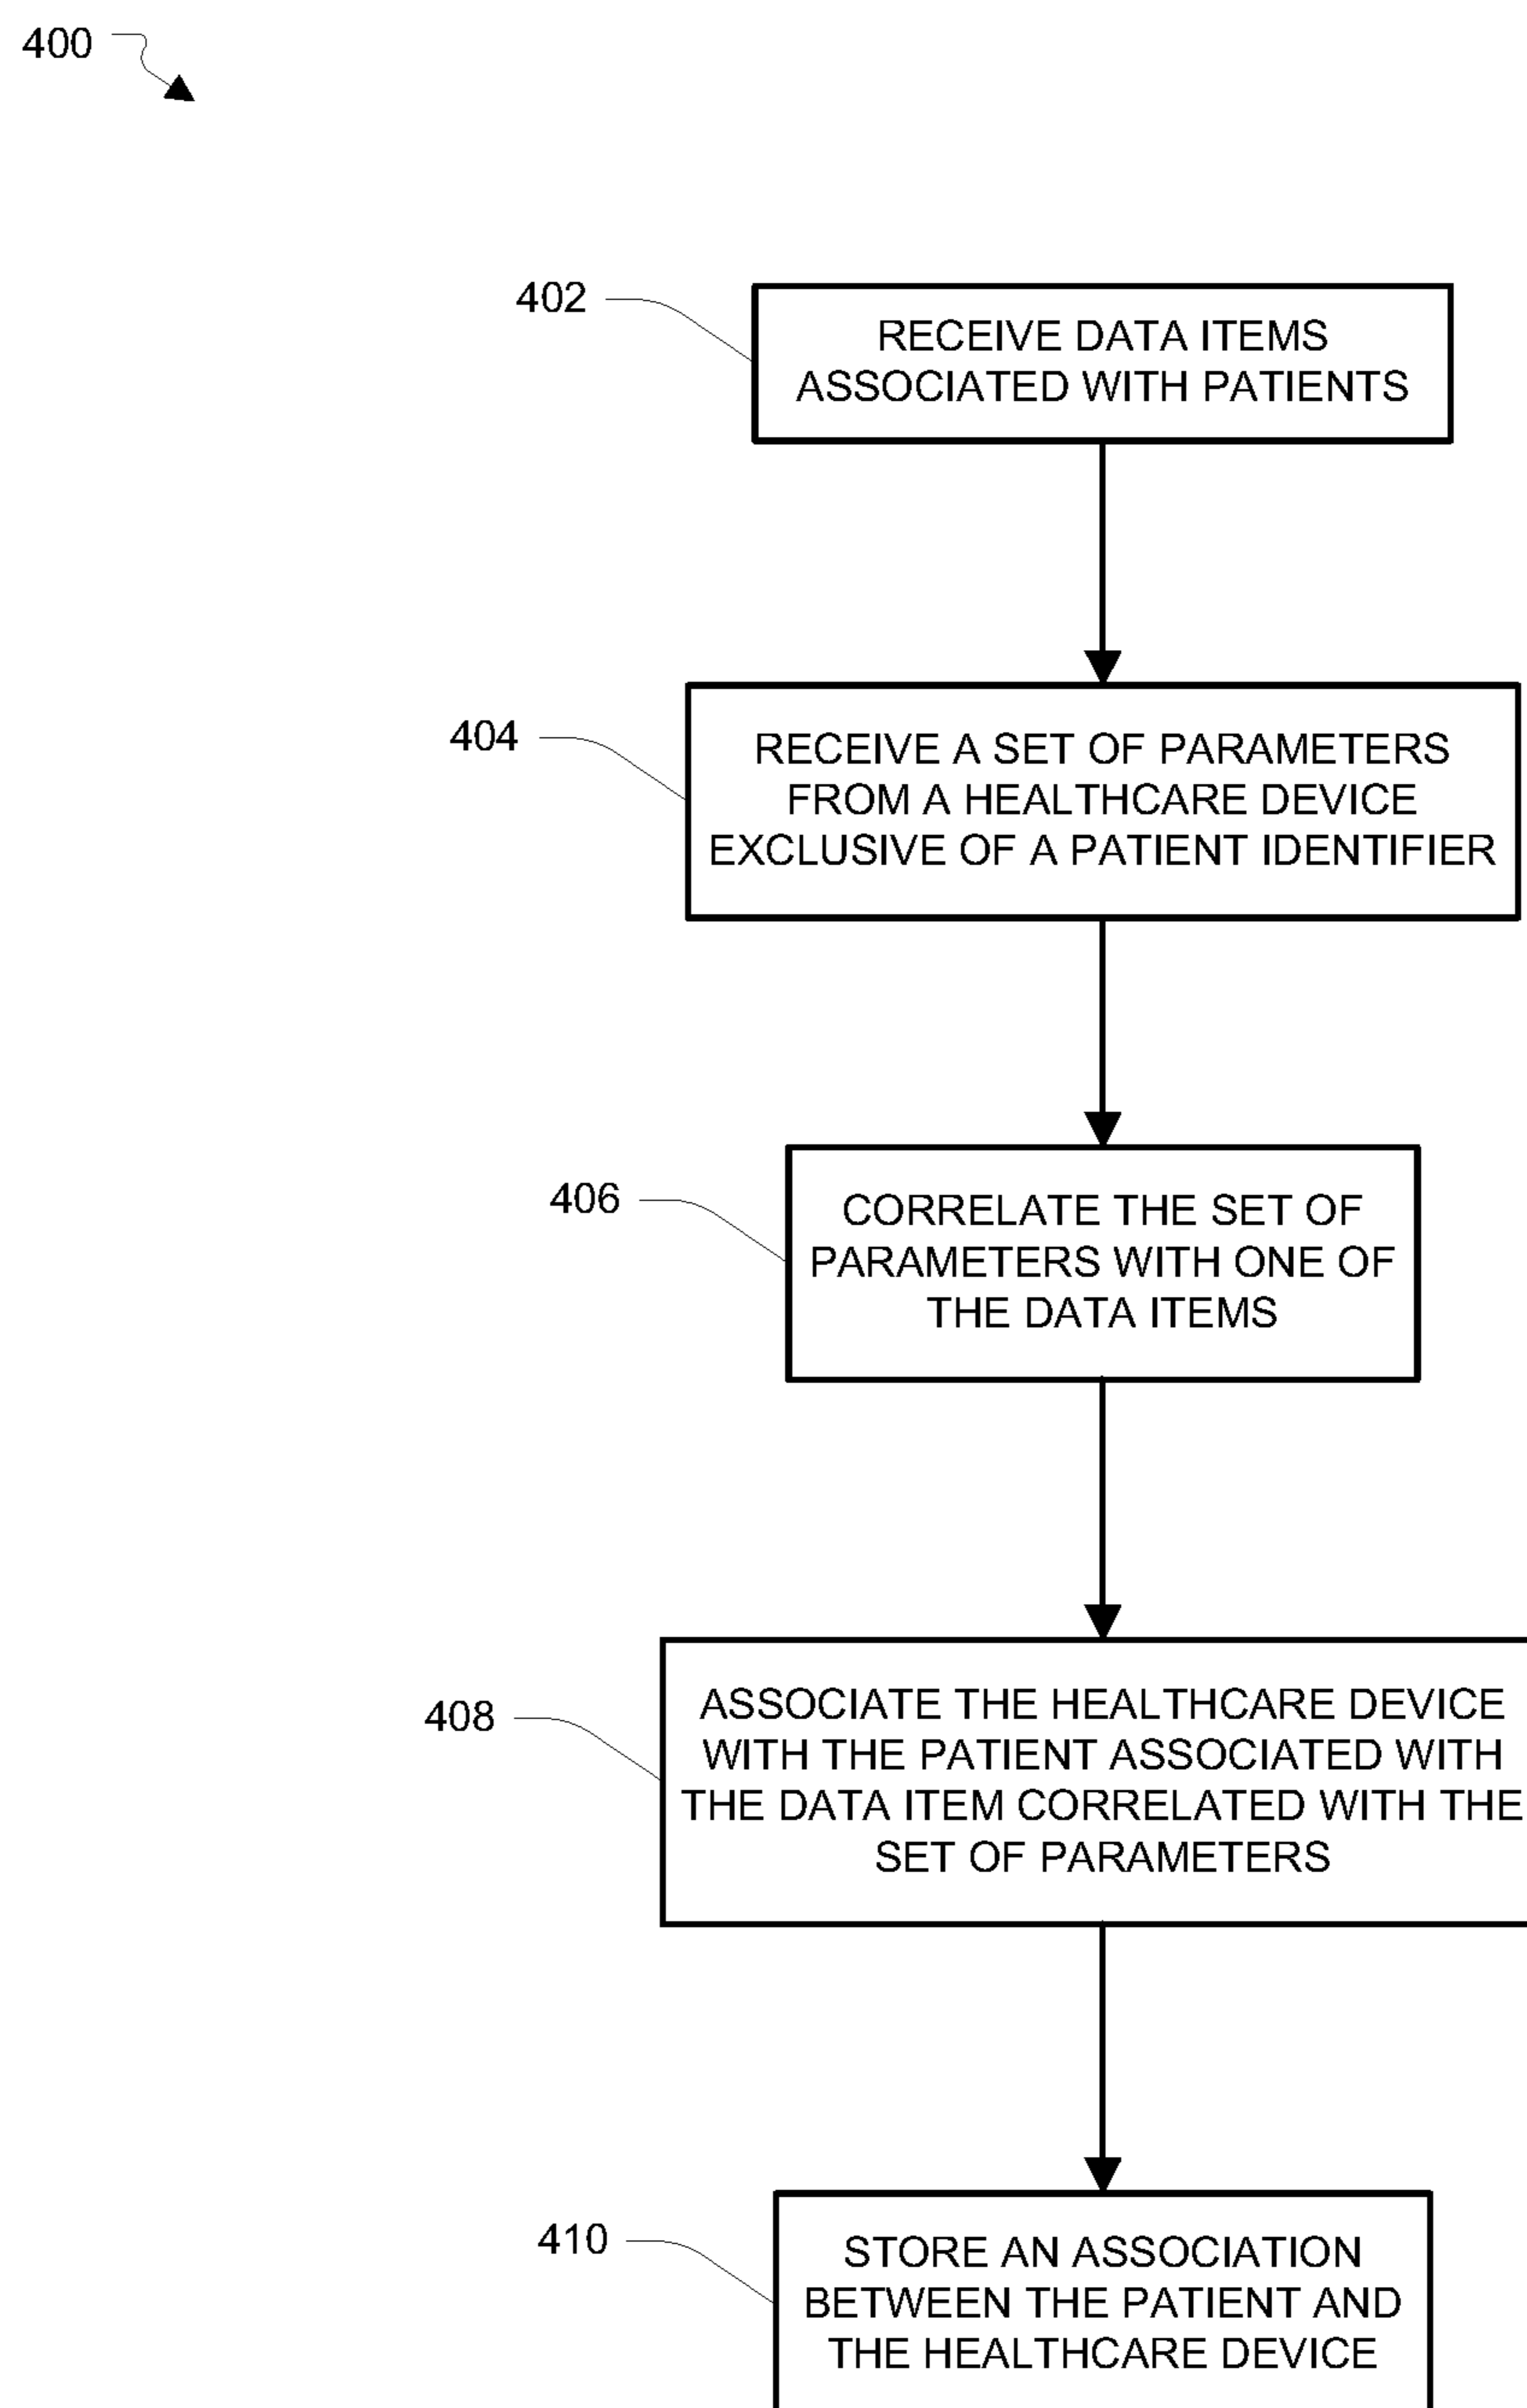 400
402
RECEIVE DATA ITEMS
ASSOCIATED WITH PATIENTS
404
RECEIVE A SET OF PARAMETERS
FROM A HEALTHCARE DEVICE
EXCLUSIVE OF A PATIENT IDENTIFIER
406
CORRELATE THE SET OF
PARAMETERS WITH ONE OF
THE DATA ITEMS
408
ASSOCIATE THE HEALTHCARE DEVICE
WITH THE PATIENT ASSOCIATED WITH
THE DATA ITEM CORRELATED WITH THE
SET OF PARAMETERS
410
STORE AN ASSOCIATION
BETWEEN THE PATIENT AND
THE HEALTHCARE DEVICE